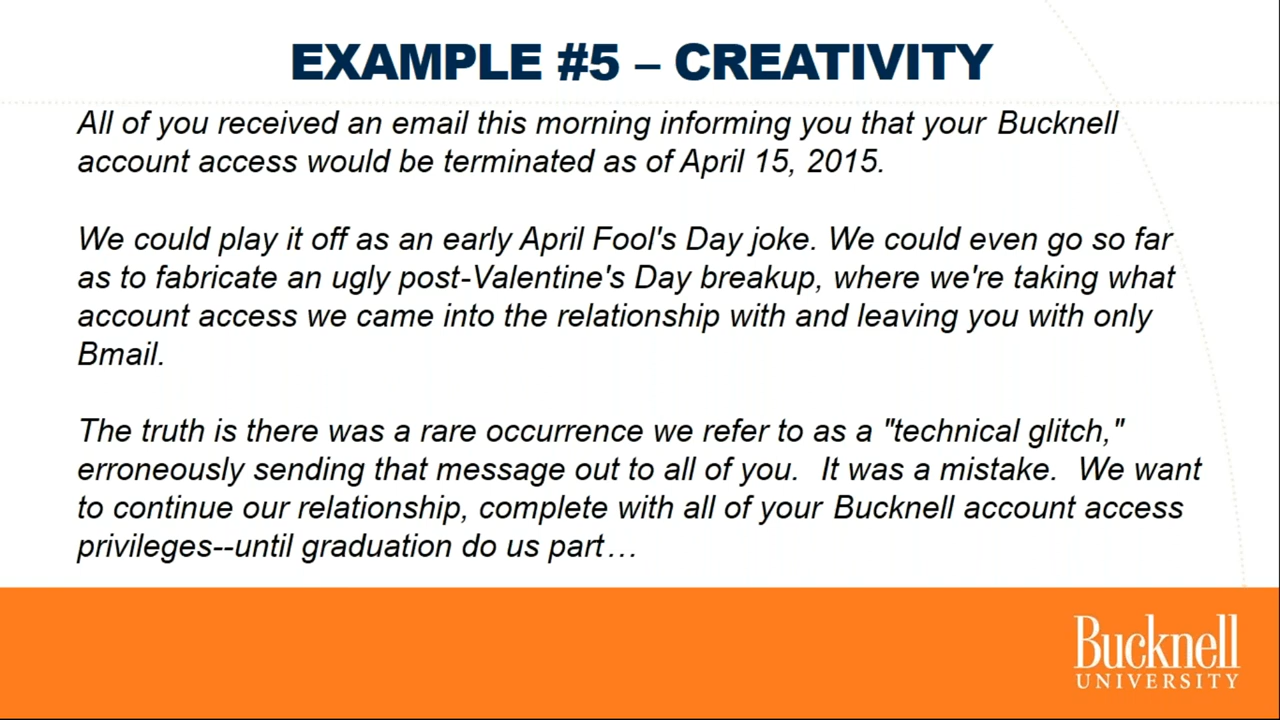 EXAMPLE #5 – CREATIVITY
All of you received an email this morning informing you that your Bucknell
account access would be terminated as of April 15, 2015.
We could play it off as an early April Fool's Day joke. We could even go so far
as to fabricate an ugly post-Valentine's Day breakup, where we're taking what
account access we came into the relationship with and leaving you with only
Bmail.
The truth is there was a rare occurrence we refer to as a "technical glitch,"
erroneously sending that message out to all of you.  It was a mistake.  We want
to continue our relationship, complete with all of your Bucknell account access
privileges--until graduation do us part…
Bucknell
UNIVERSITY